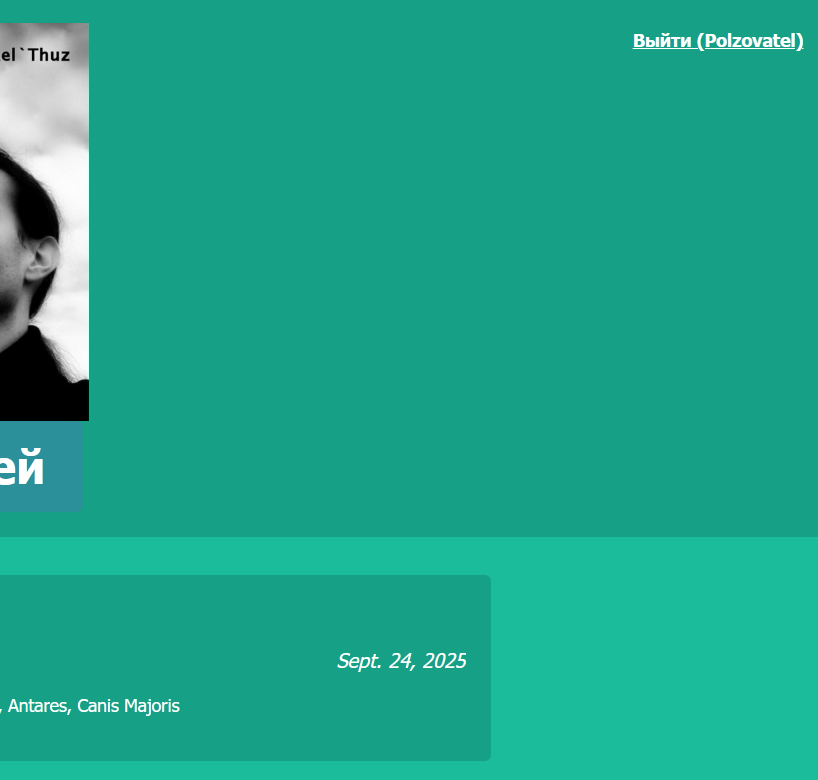 el`Thuz
Выйти (Polzovatel)
ей
Sept. 24, 2025
, Antares, Canis Majoris